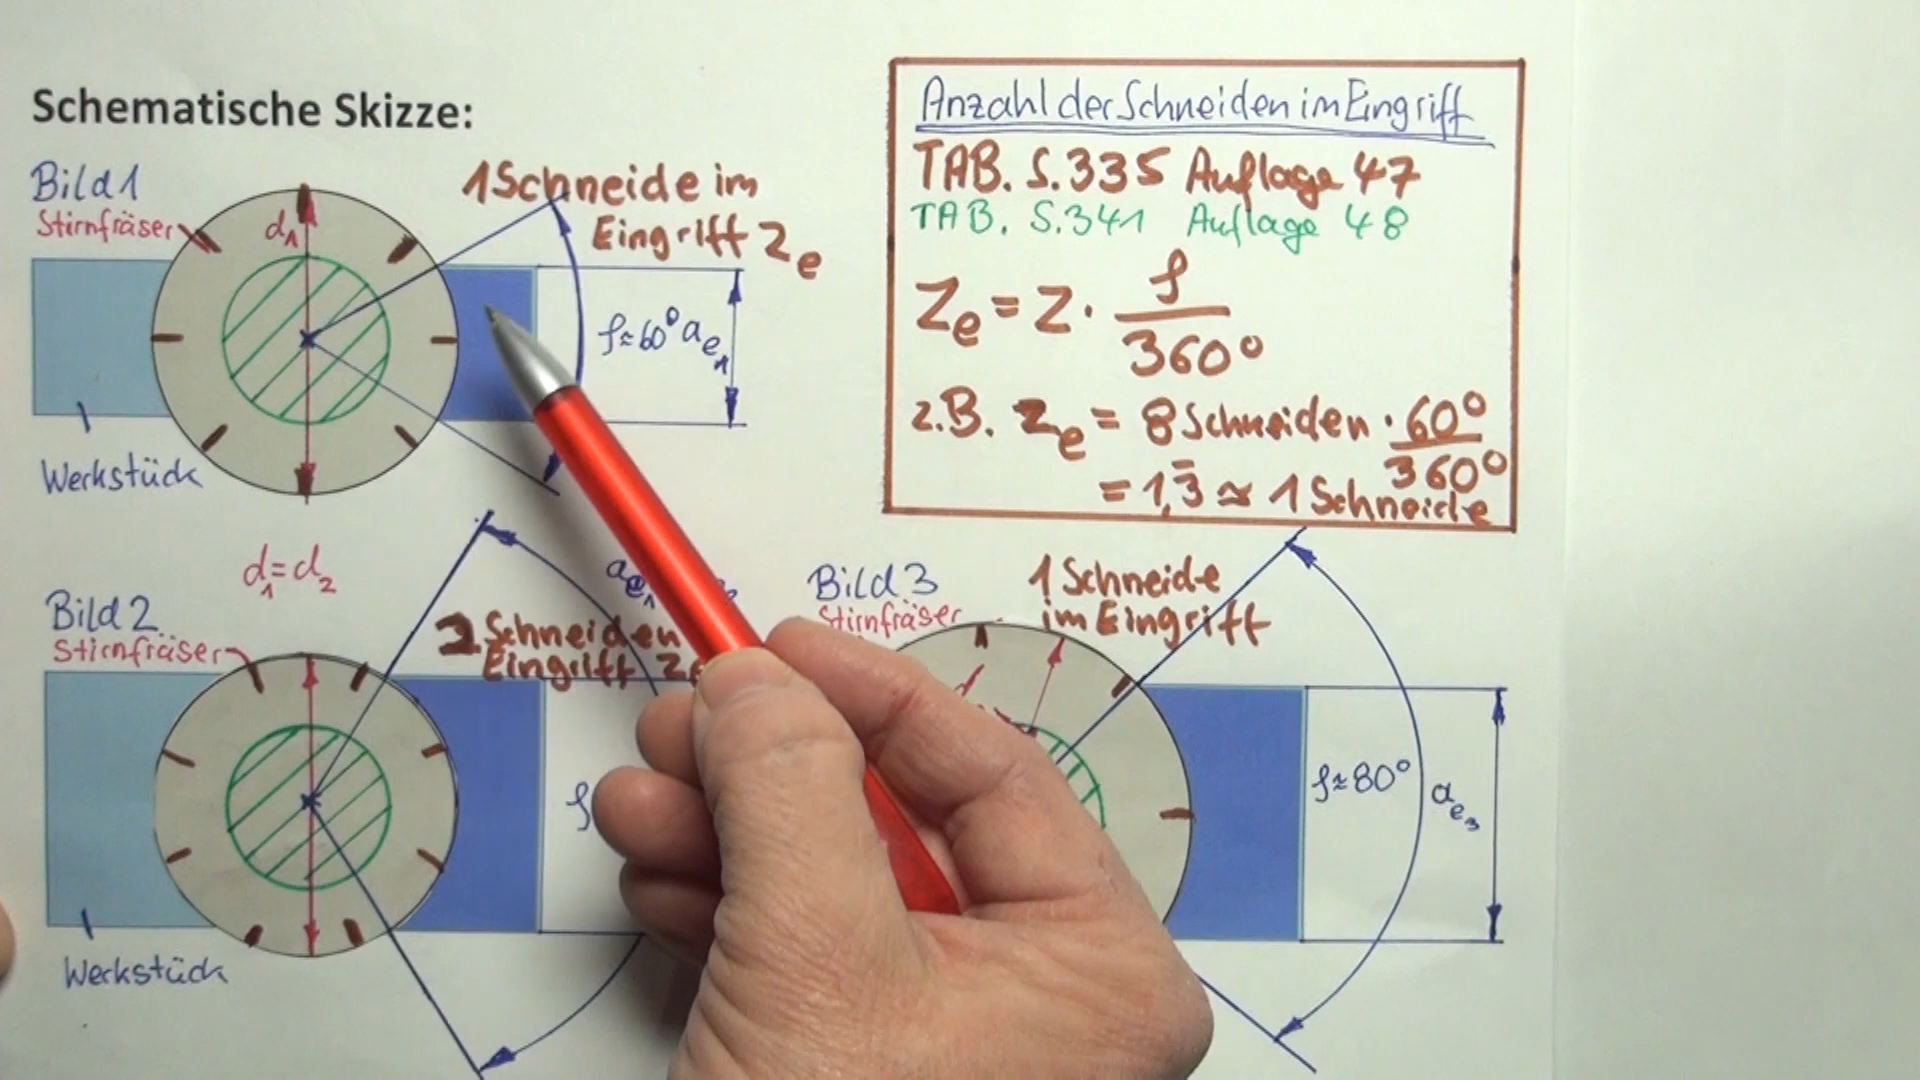 Schematische Skizze:
Bild 1
Stirnfräser
d1
1 Schneide im
Eingriff Ze
φ≈60°
ae1
Werkstück
Anzahl der Schneiden im Eingriff
TAB. S.335 Auflage 47
TAB. S.341 Auflage 48
Ze = Z · φ
360°
z.B. Ze = 8 Schneiden · 60°
360°
= 1,3̅ ≃ 1 Schneide
d1=d2
Bild 2
Stirnfräser
2 Schneiden
Eingriff
φ
Werkstück
Bild 3
Stirnfräser
1 Schneide
im Eingriff
d
φ≈80°
ae3